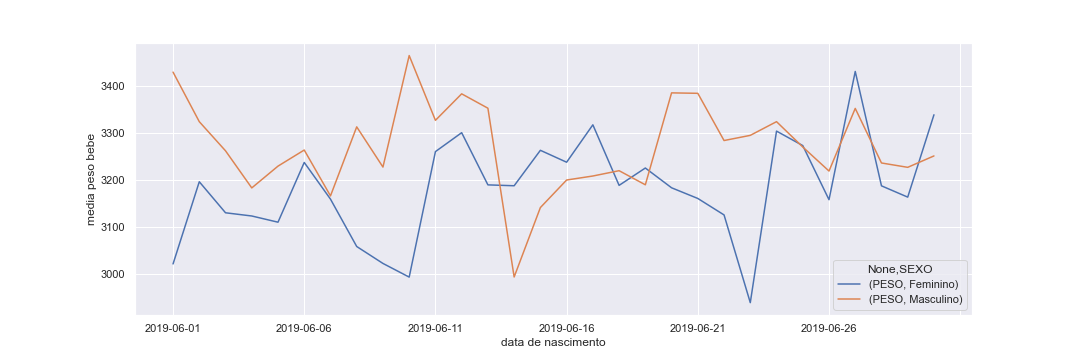 3400
3300
3200
3100
3000
media peso bebe
None,SEXO
(PESO, Feminino)
(PESO, Masculino)
2019-06-01 2019-06-06 2019-06-11 2019-06-16 2019-06-21 2019-06-26
data de nascimento